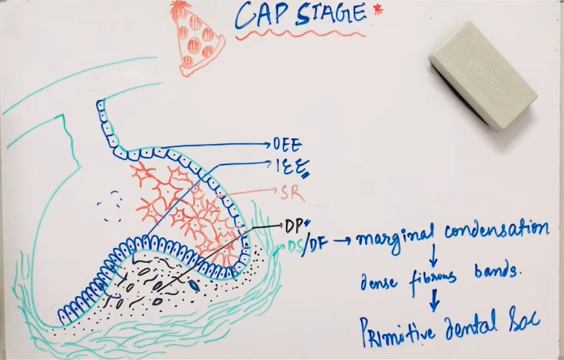 CAP STAGE *
OEE
IEE
SR
DP*
DS/DF → marginal condensation
↓
dense fibrous bands.
↓
Primitive dental Sac